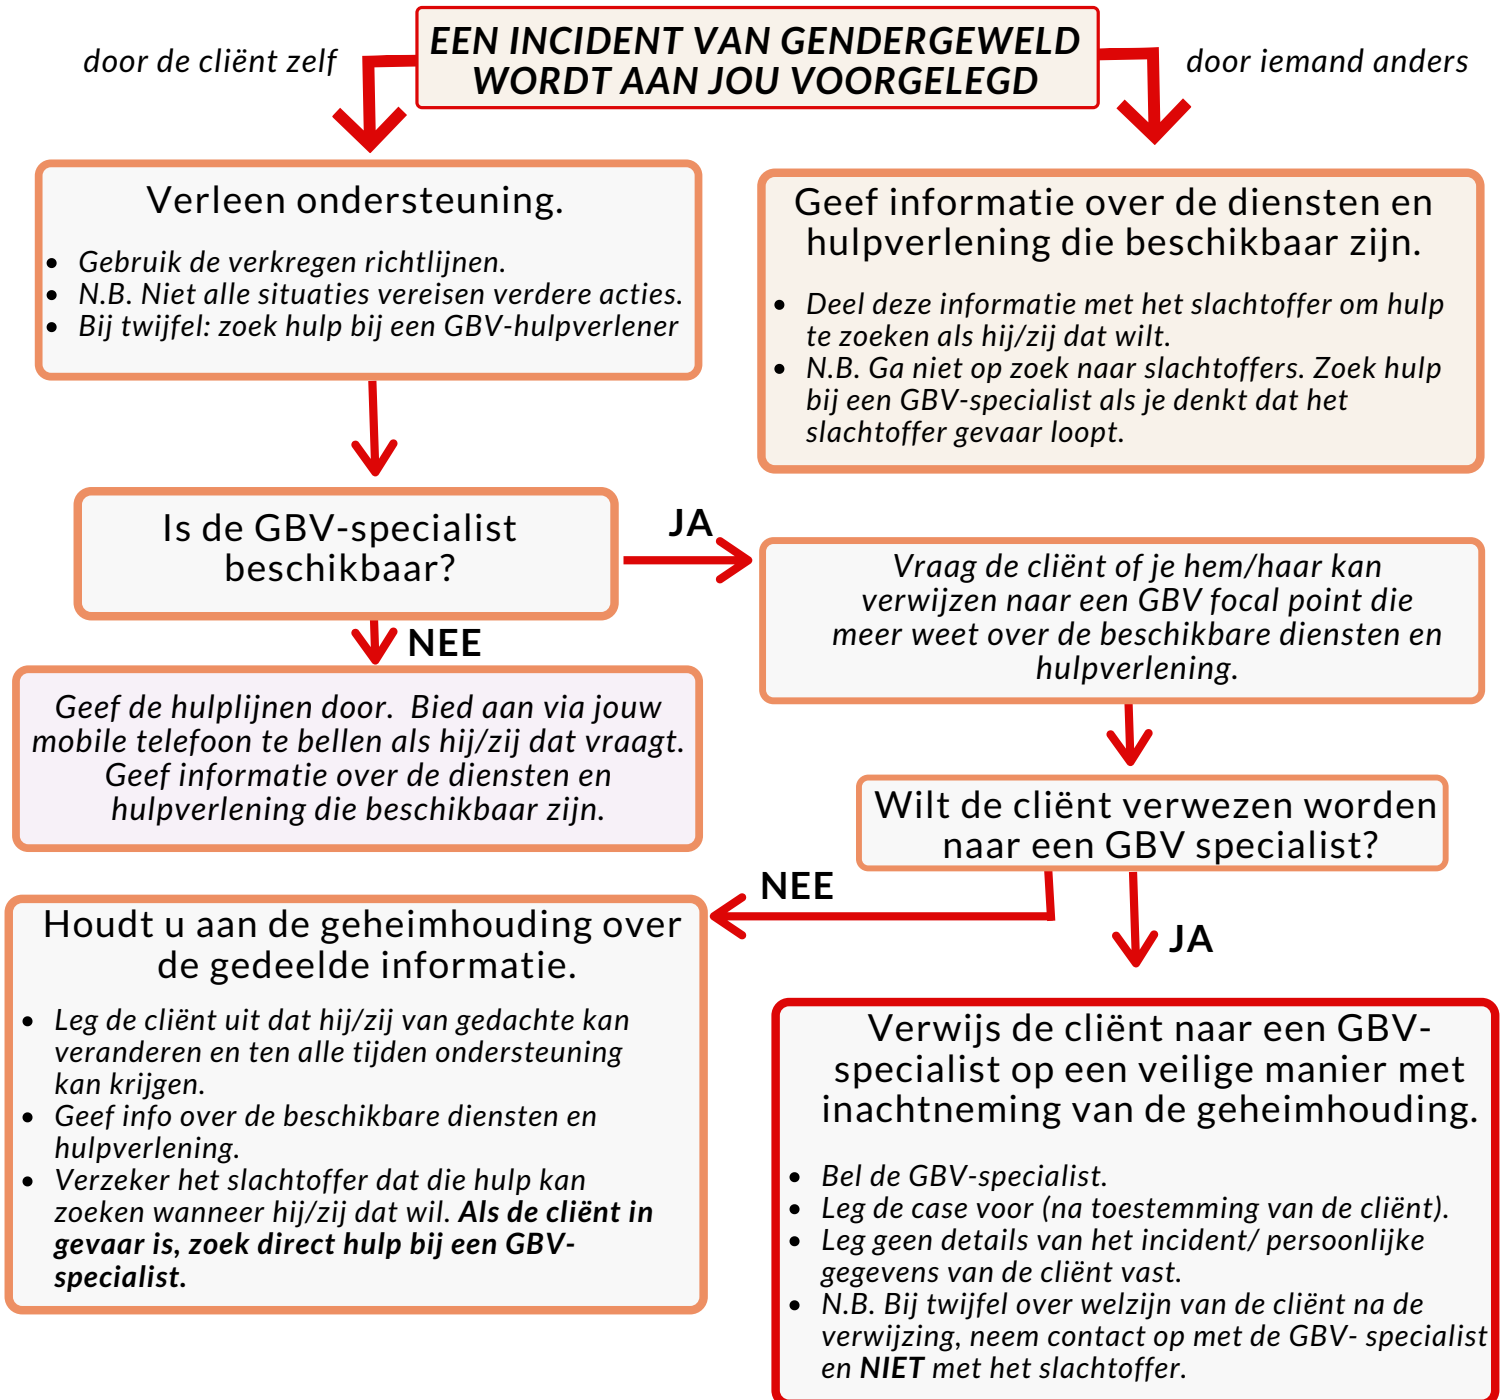 EEN INCIDENT VAN GENDERGEWELD
WORDT AAN JOU VOORGELEGD
door de cliënt zelf
door iemand anders
Verleen ondersteuning.
• Gebruik de verkregen richtlijnen.
• N.B. Niet alle situaties vereisen verdere acties.
• Bij twijfel: zoek hulp bij een GBV-hulpverlener
Geef informatie over de diensten en
hulpverlening die beschikbaar zijn.
• Deel deze informatie met het slachtoffer om hulp
te zoeken als hij/zij dat wilt.
• N.B. Ga niet op zoek naar slachtoffers. Zoek hulp
bij een GBV-specialist als je denkt dat het
slachtoffer gevaar loopt.
Is de GBV-specialist
beschikbaar?
JA
NEE
Vraag de cliënt of je hem/haar kan
verwijzen naar een GBV focal point die
meer weet over de beschikbare diensten en
hulpverlening.
Geef de hulplijnen door. Bied aan via jouw
mobile telefoon te bellen als hij/zij dat vraagt.
Geef informatie over de diensten en
hulpverlening die beschikbaar zijn.
Wilt de cliënt verwezen worden
naar een GBV specialist?
NEE
JA
Houdt u aan de geheimhouding over
de gedeelde informatie.
• Leg de cliënt uit dat hij/zij van gedachte kan
veranderen en ten alle tijden ondersteuning
kan krijgen.
• Geef info over de beschikbare diensten en
hulpverlening.
• Verzeker het slachtoffer dat die hulp kan
zoeken wanneer hij/zij dat wil. Als de cliënt in
gevaar is, zoek direct hulp bij een GBV-
specialist.
Verwijs de cliënt naar een GBV-
specialist op een veilige manier met
inachtneming van de geheimhouding.
• Bel de GBV-specialist.
• Leg de case voor (na toestemming van de cliënt).
• Leg geen details van het incident/ persoonlijke
gegevens van de cliënt vast.
• N.B. Bij twijfel over welzijn van de cliënt na de
verwijzing, neem contact op met de GBV- specialist
en NIET met het slachtoffer.